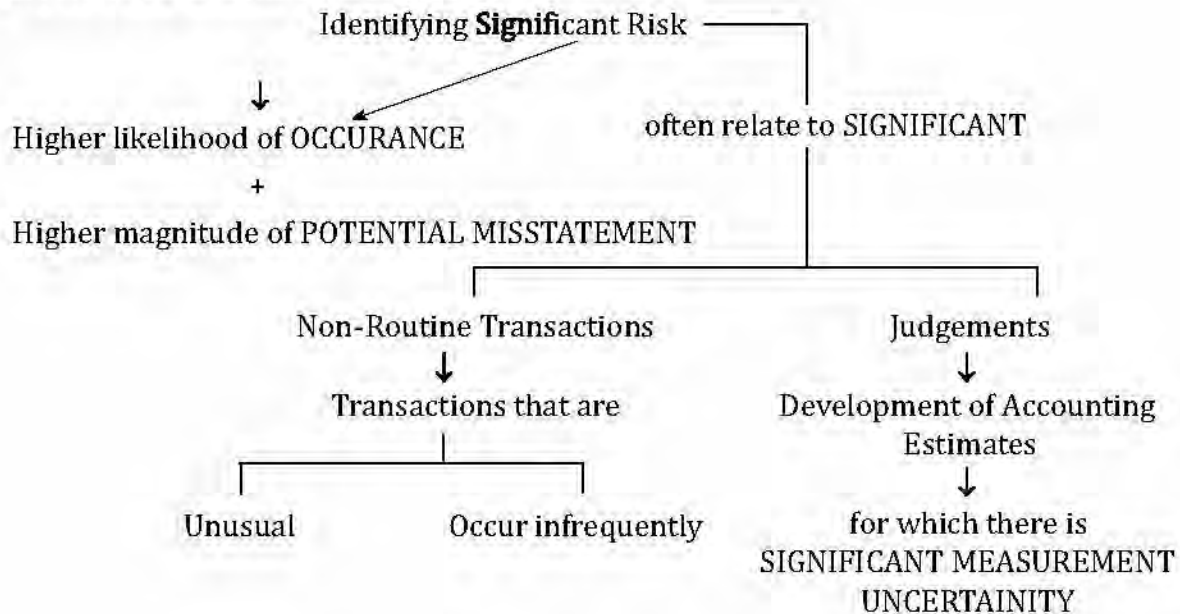 Identifying Significant Risk
↓
Higher likelihood of OCCURANCE
+
Higher magnitude of POTENTIAL MISSTATEMENT
often relate to SIGNIFICANT
Non-Routine Transactions
↓
Transactions that are
Unusual
Occur infrequently
Judgements
↓
Development of Accounting
Estimates
↓
for which there is
SIGNIFICANT MEASUREMENT
UNCERTAINITY